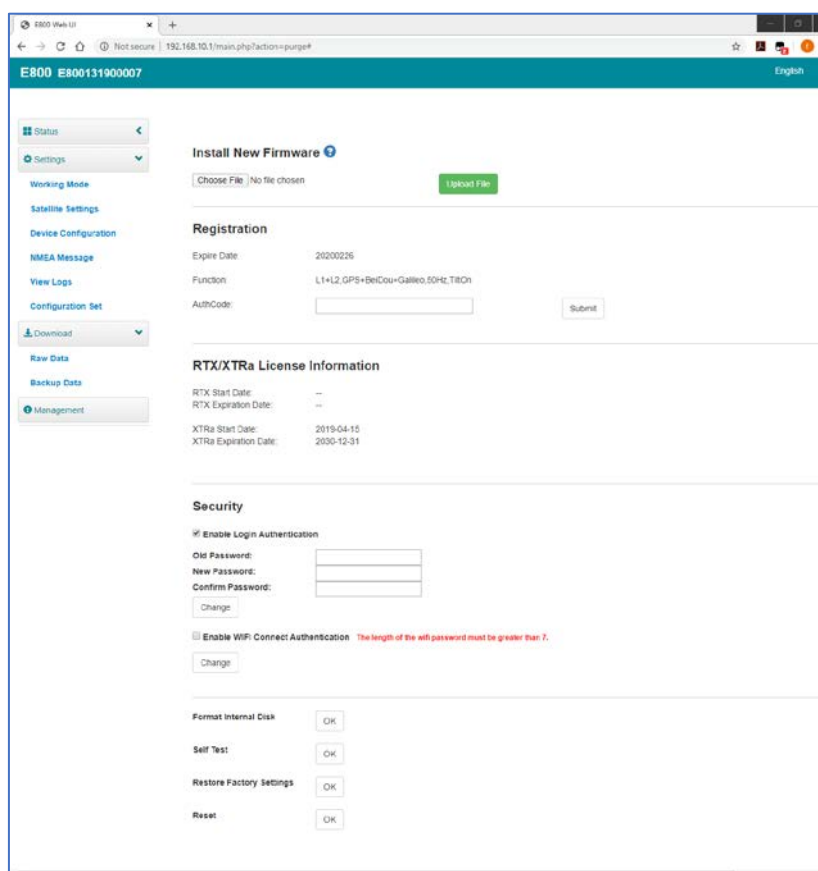 E800 Web UI
Not secure 192.168.10.1/main.php?action=purge#
E800 E800131900007 English
Status
Settings
Working Mode
Satellite Settings
Device Configuration
NMEA Message
View Logs
Configuration Set
Download
Raw Data
Backup Data
Management
Install New Firmware
Choose File No file chosen Upload File
Registration
Expire Date: 20200226
Function: L1+L2,GPS+BeiDou+Galileo,50Hz,TiltOn
AuthCode: Submit
RTX/XTRa License Information
RTX Start Date: --
RTX Expiration Date: --
XTRa Start Date: 2019-04-15
XTRa Expiration Date: 2030-12-31
Security
Enable Login Authentication
Old Password:
New Password:
Confirm Password:
Change
Enable WIFI Connect Authentication The length of the wifi password must be greater than 7.
Change
Format Internal Disk OK
Self Test OK
Restore Factory Settings OK
Reset OK